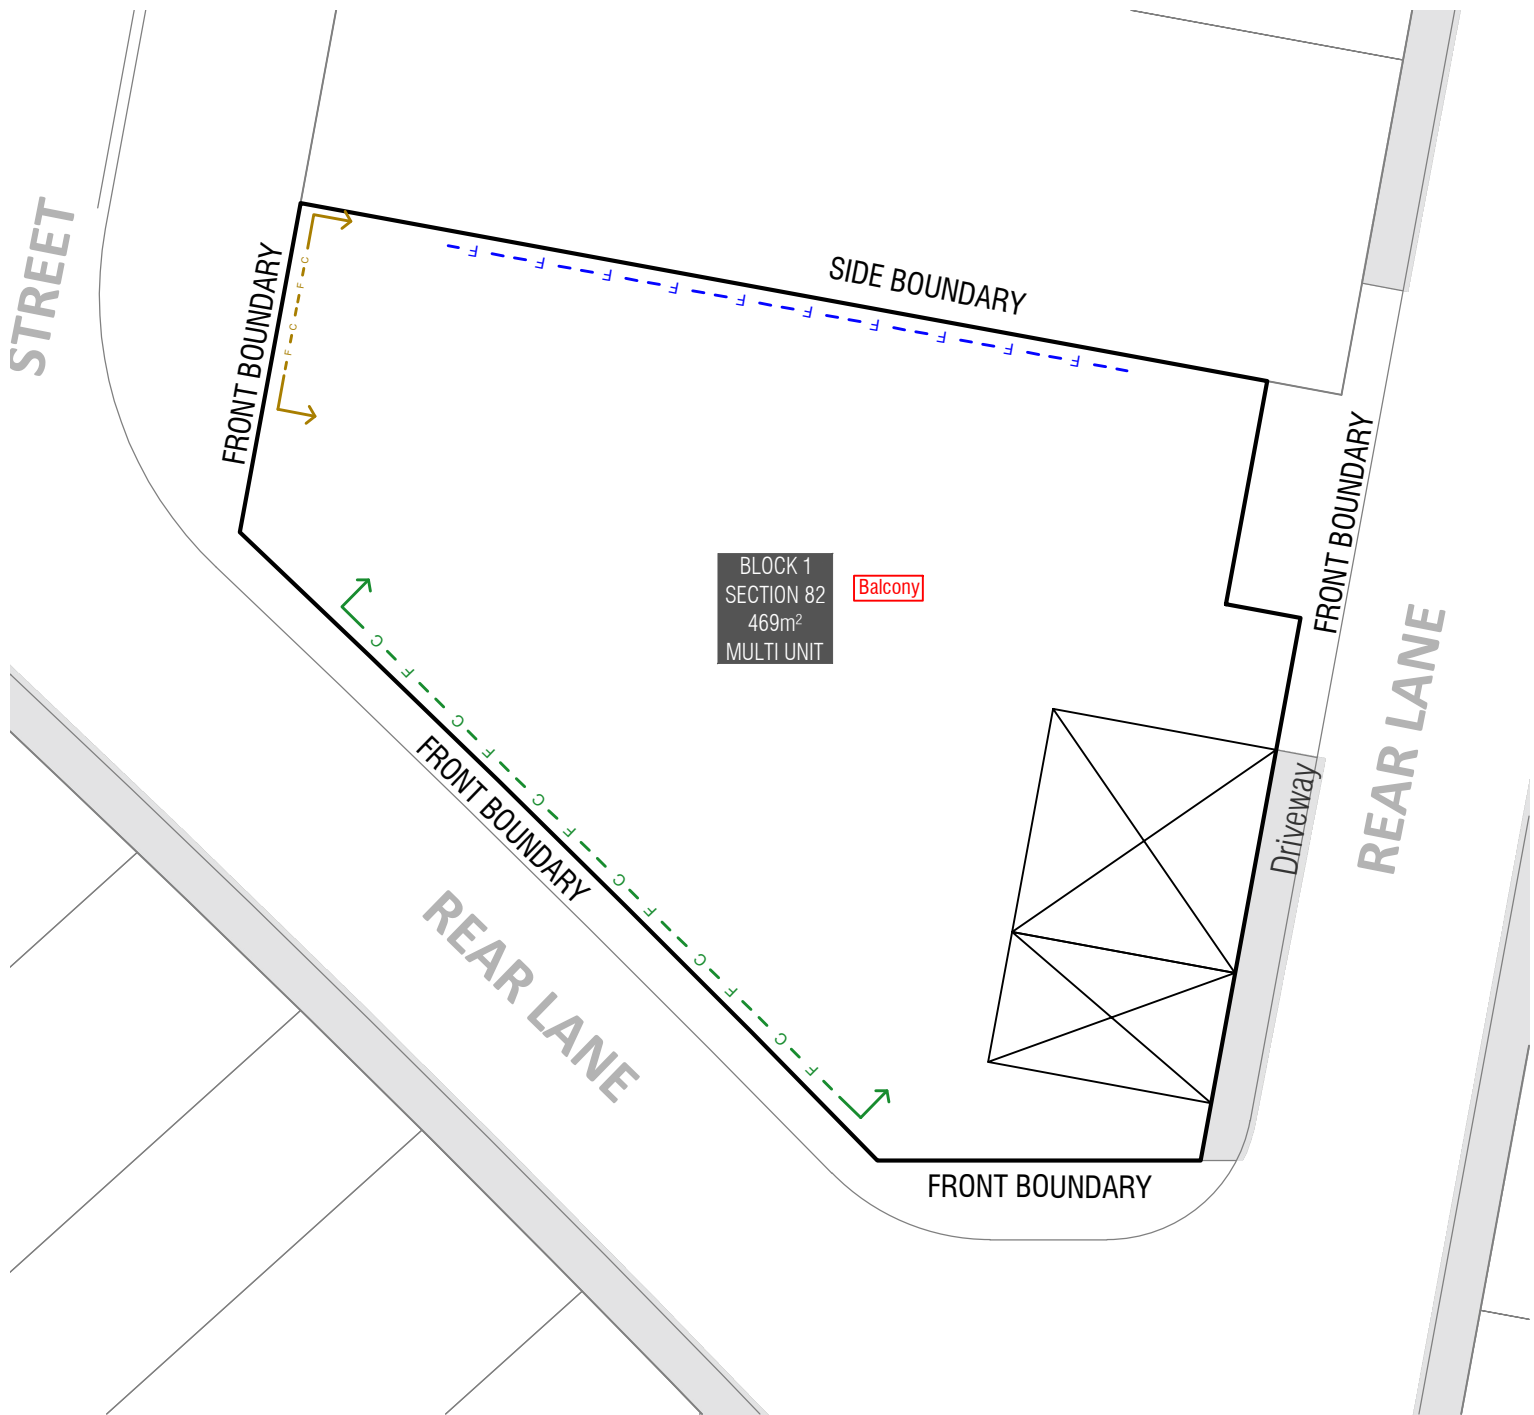 STREET
FRONT BOUNDARY
C
F
C
F
F
F
F
F
F
F
F
F
F
F
SIDE BOUNDARY
FRONT BOUNDARY
BLOCK 1
SECTION 82
469m²
MULTI UNIT
Balcony
REAR LANE
C
F
C
F
C
F
C
F
C
F
C
F
FRONT BOUNDARY
Driveway
REAR LANE
FRONT BOUNDARY